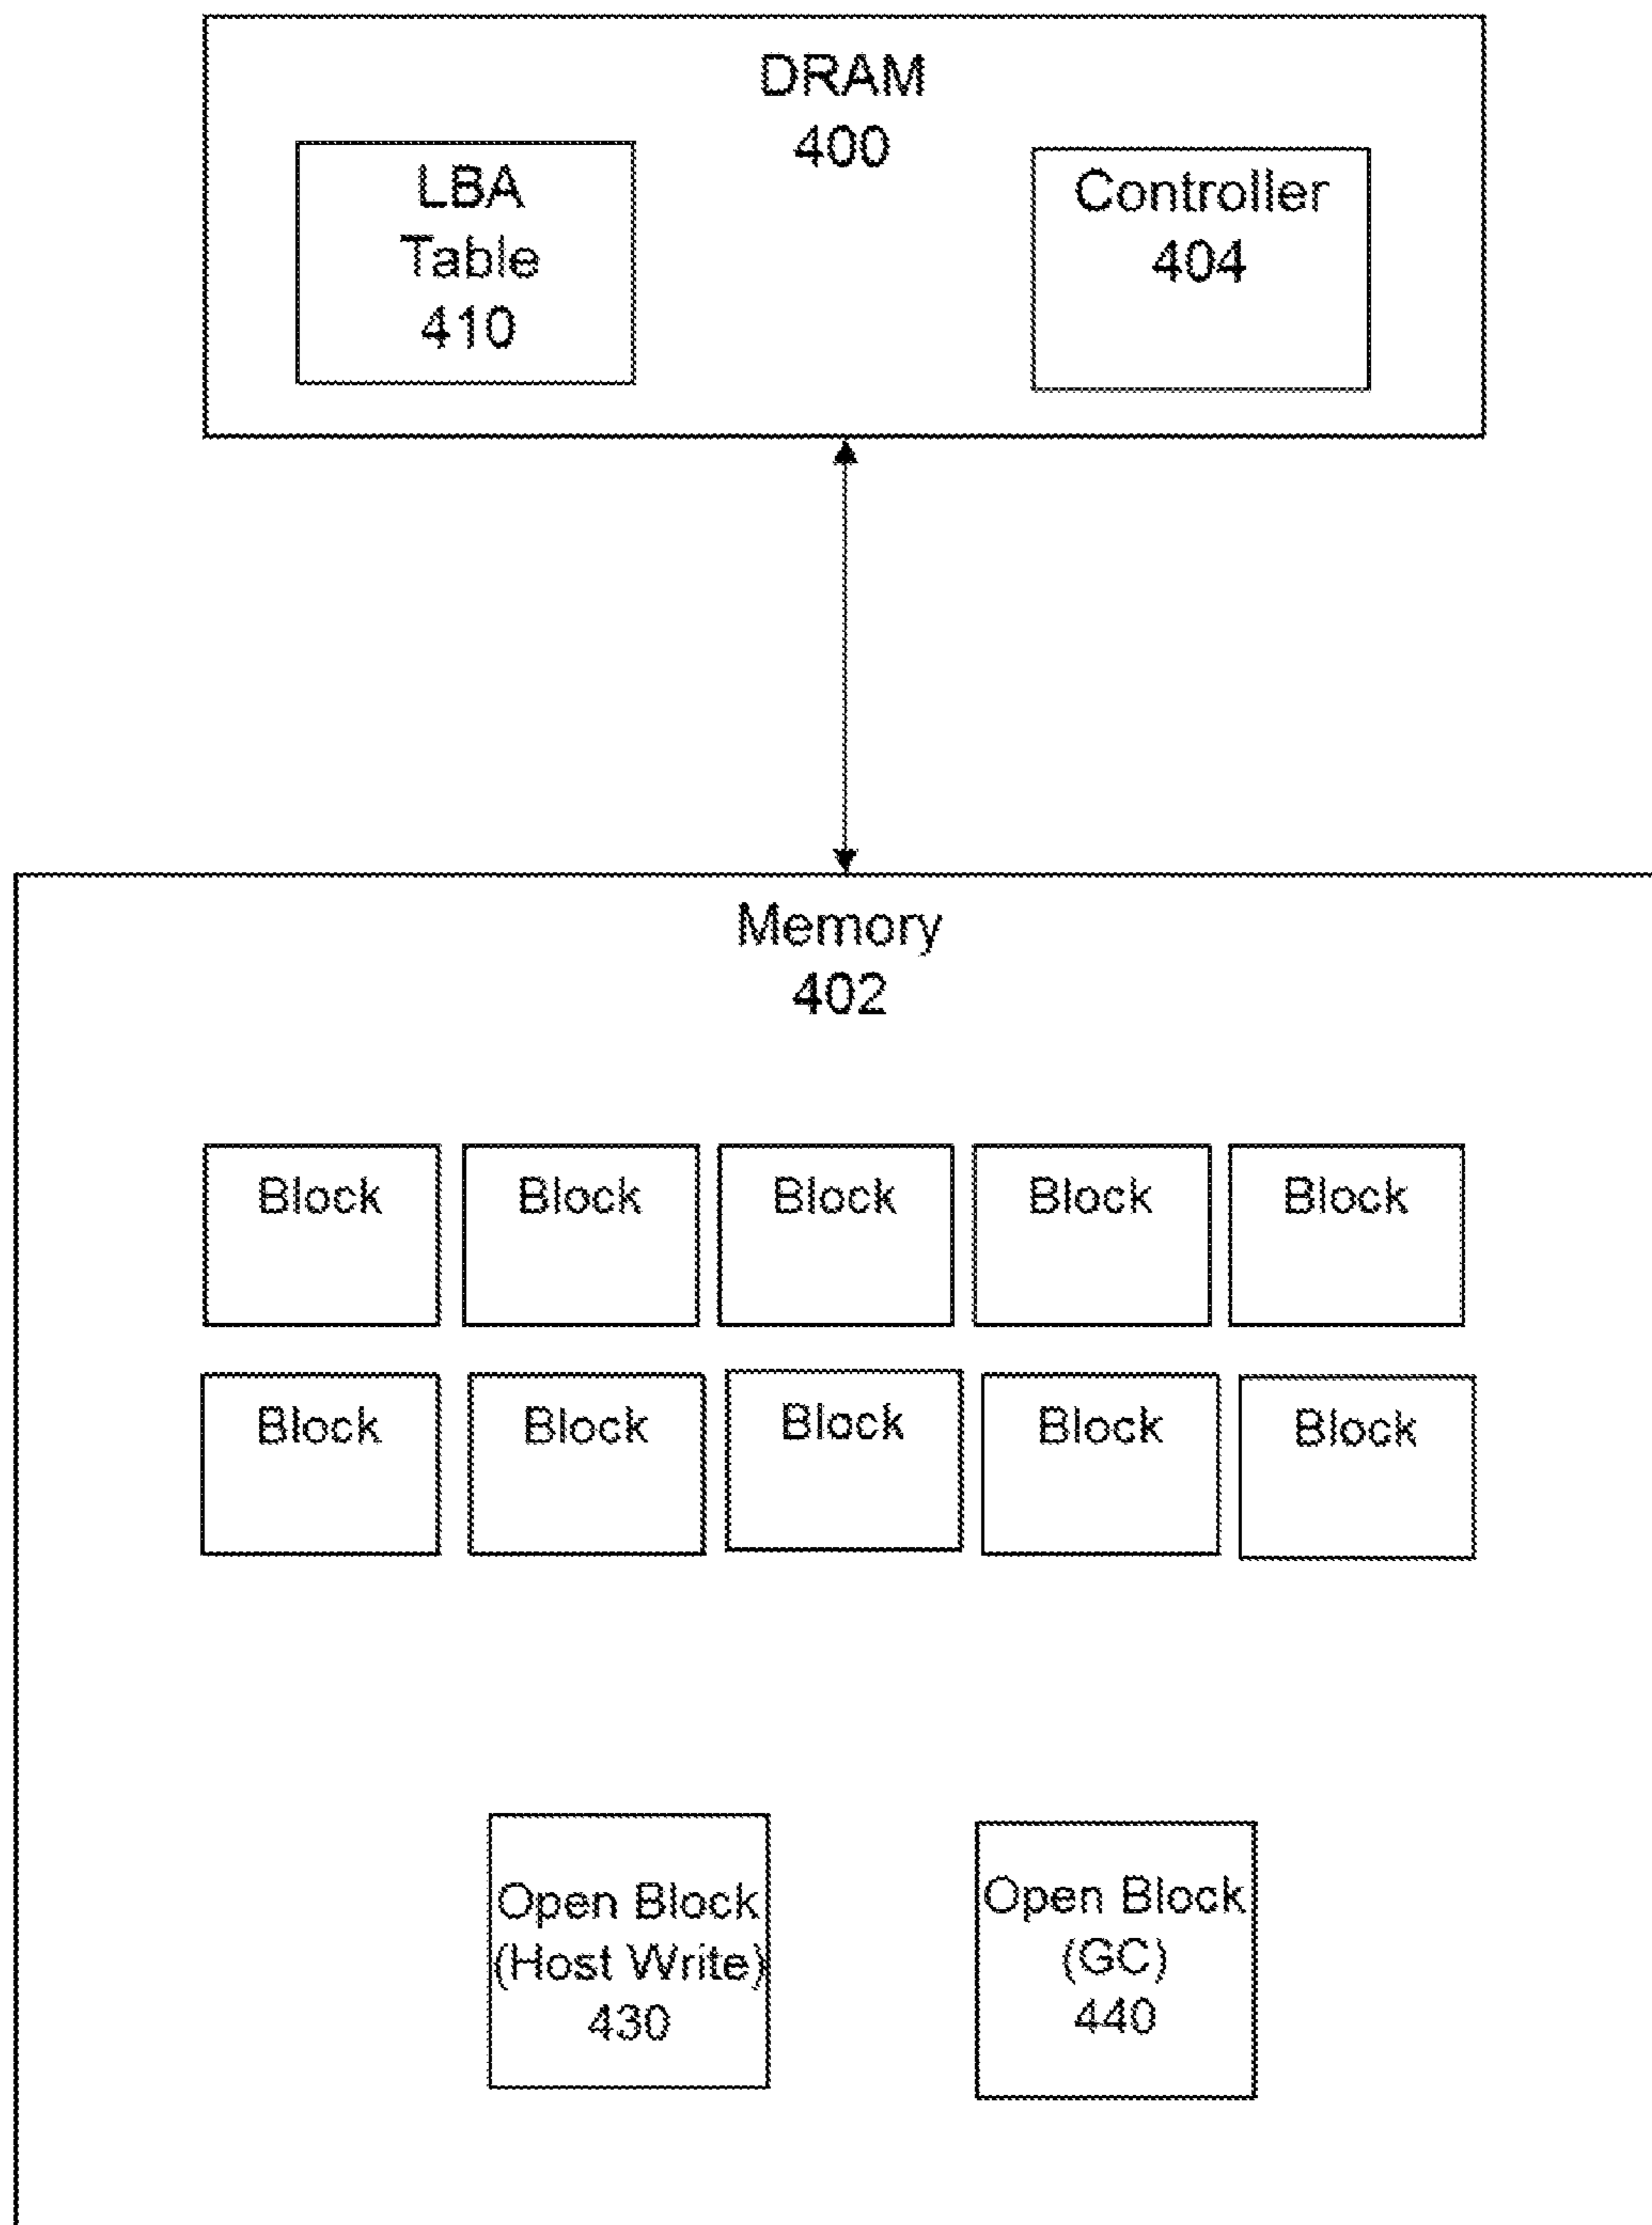 DRAM
400
LBA
Table
410
Controller
404
Memory
402
Block
Block
Block
Block
Block
Block
Block
Block
Block
Block
Open Block
(Host Write)
430
Open Block
(GC)
440